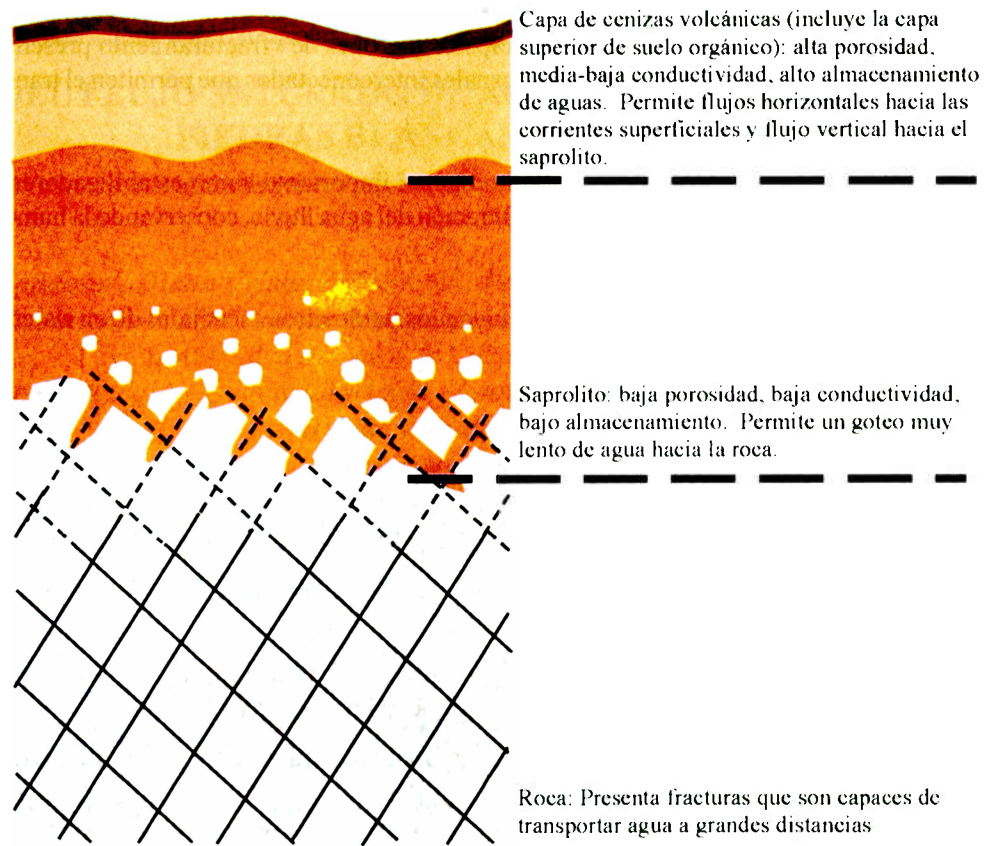 Capa de cenizas volcánicas (incluye la capa
superior de suelo orgánico): alta porosidad,
media-baja conductividad, alto almacenamiento
de aguas. Permite flujos horizontales hacia las
corrientes superficiales y flujo vertical hacia el
saprolito.
Saprolito: baja porosidad, baja conductividad,
bajo almacenamiento. Permite un goteo muy
lento de agua hacia la roca.
Roca: Presenta fracturas que son capaces de
transportar agua a grandes distancias